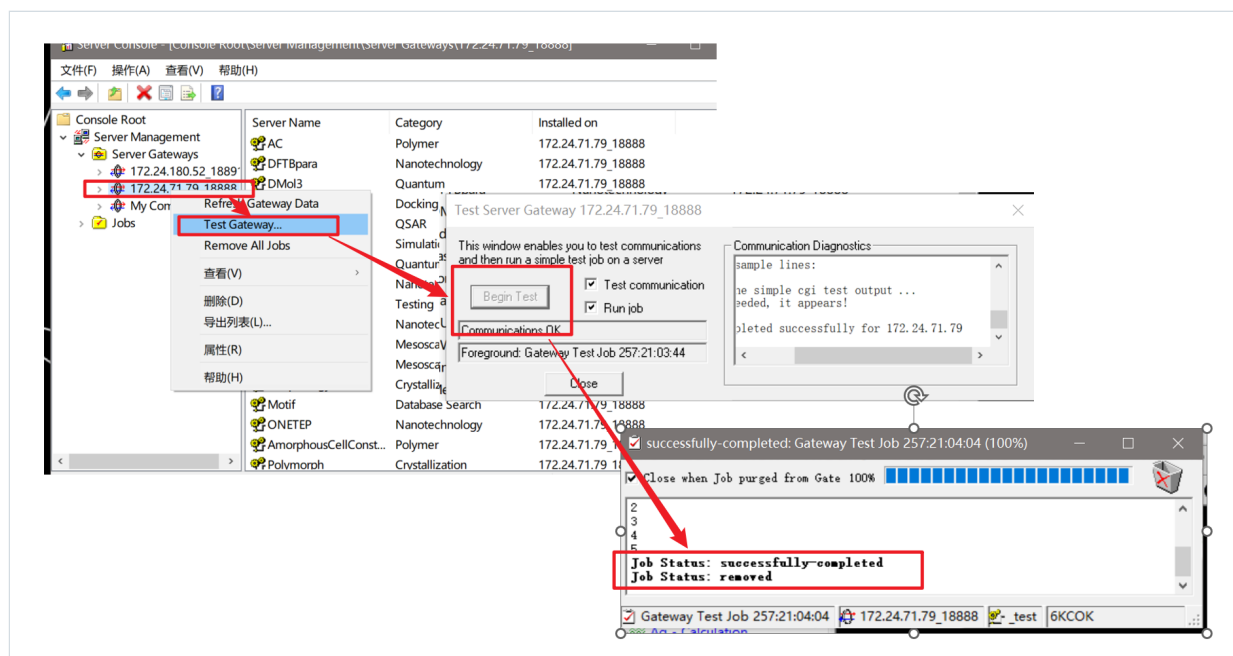 Server Console - [Console Root\Server Management\Server Gateways\172.24.71.79_18888]
文件(F) 操作(A) 查看(V) 帮助(H)
Console Root
Server Management
Server Gateways
172.24.180.52_1889
172.24.71.79_18888
My Com
Jobs
Server Name Category Installed on
AC Polymer 172.24.71.79_18888
DFTBpara Nanotechnology 172.24.71.79_18888
DMol3 Quantum 172.24.71.79_18888
Docking
QSAR
Simulati
Quantur
Testing
Mesosca
Mesosca
Crystalliz
Motif Database Search 172.24.71.79_18888
ONETEP Nanotechnology 172.24.71.79_18888
AmorphousCellConst... Polymer 172.24.71.79_1
Polymorph Crystallization 172.24.71.79_1
Refresh Gateway Data
Test Gateway...
Remove All Jobs
查看(V)
删除(D)
导出列表(L)...
属性(R)
帮助(H)
Test Server Gateway 172.24.71.79_18888
This window enables you to test communications
and then run a simple test job on a server
Begin Test
Test communication
Run job
Communications OK
Foreground: Gateway Test Job 257:21:03:44
Close
Communication Diagnostics
sample lines:
ne simple cgi test output ...
eeded, it appears!
pleted successfully for 172.24.71.79
successfully-completed: Gateway Test Job 257:21:04:04 (100%)
Close when Job purged from Gate 100%
2
3
4
5
Job Status: successfully-completed
Job Status: removed
Gateway Test Job 257:21:04:04 172.24.71.79_18888 _test 6KCOK
Ag - Calculation